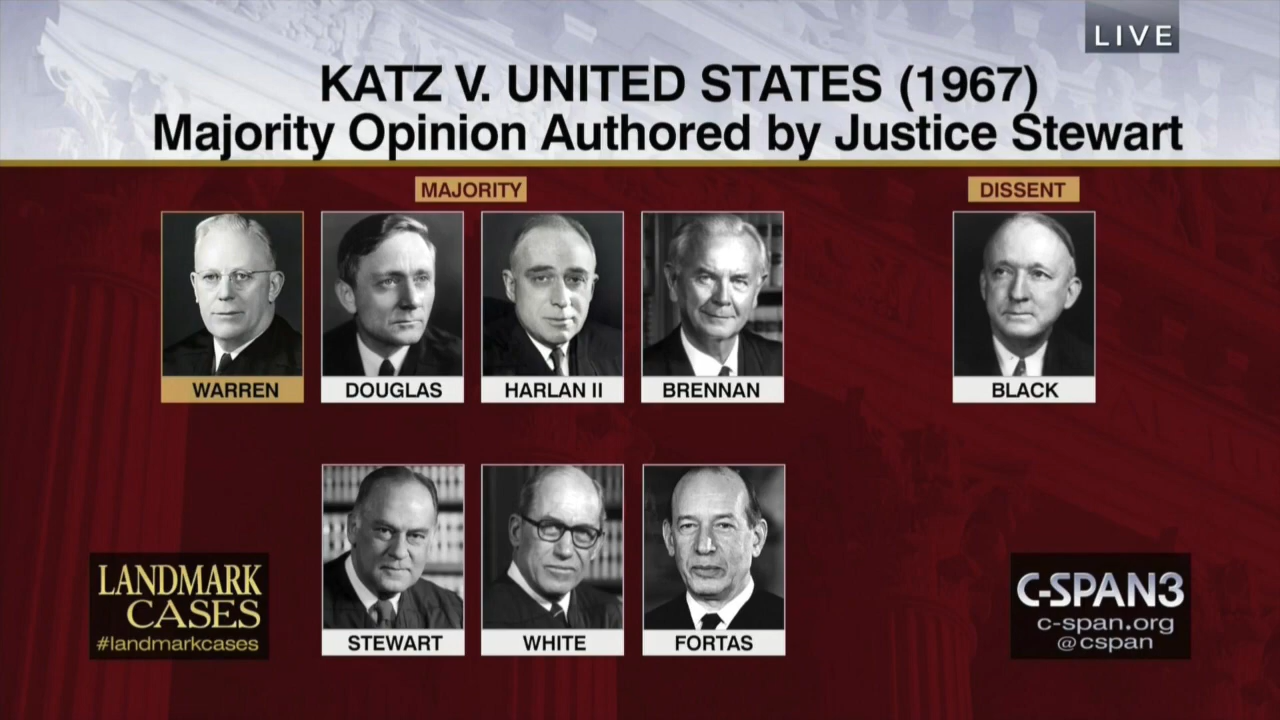 LIVE
KATZ V. UNITED STATES (1967)
Majority Opinion Authored by Justice Stewart
MAJORITY
DISSENT
WARREN
DOUGLAS
HARLAN II
BRENNAN
BLACK
STEWART
WHITE
FORTAS
LANDMARK
CASES
#landmarkcases
C-SPAN3
c-span.org
@cspan